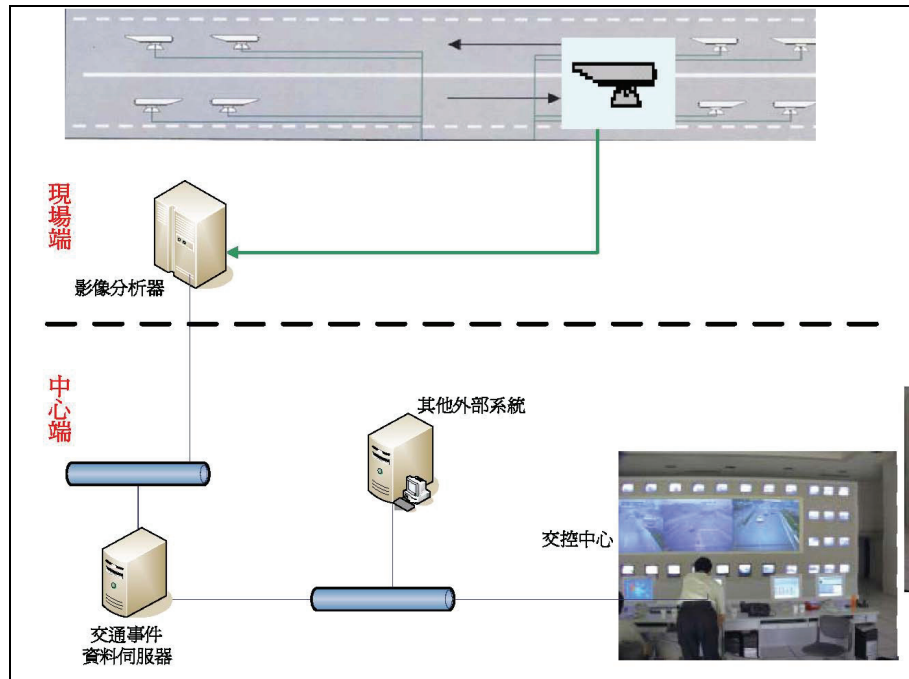 現場端
影像分析器
中心端
其他外部系統
交控中心
交通事件
資料伺服器